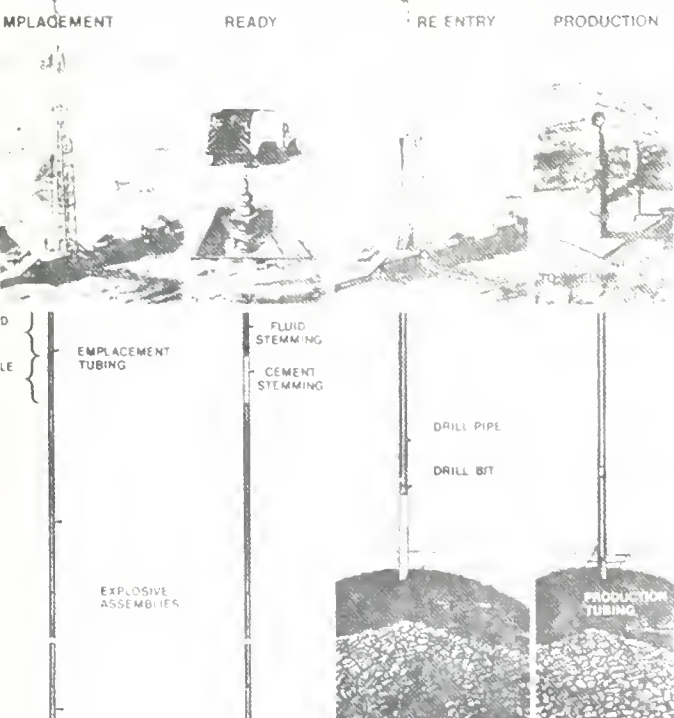 MPLACEMENT
READY
RE ENTRY
PRODUCTION
D
LE
EMPLACEMENT
TUBING
FLUID
STEMMING
CEMENT
STEMMING
DRILL PIPE
DRILL BIT
EXPLOSIVE
ASSEMBLIES
PRODUCTION
TUBING